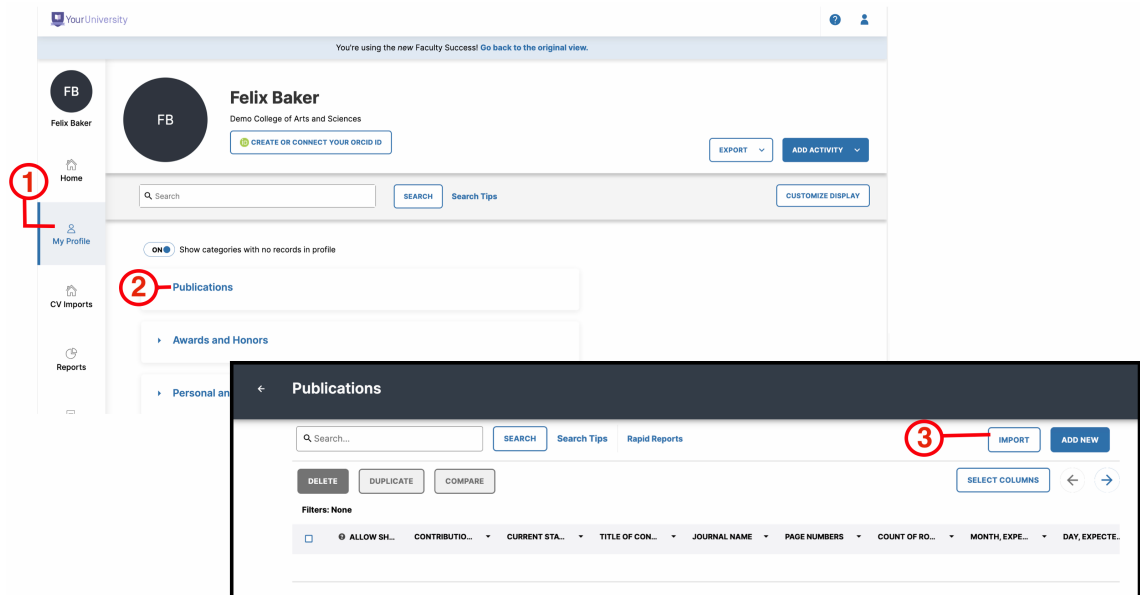 YourUniversity
?
You're using the new Faculty Success! Go back to the original view.
FB
Felix Baker
Home
My Profile
CV Imports
Reports
1
FB
Felix Baker
Demo College of Arts and Sciences
iD CREATE OR CONNECT YOUR ORCID ID
EXPORT
ADD ACTIVITY
Search
SEARCH
Search Tips
CUSTOMIZE DISPLAY
ON Show categories with no records in profile
2
Publications
Awards and Honors
Personal an
Publications
Search...
SEARCH
Search Tips
Rapid Reports
3
IMPORT
ADD NEW
DELETE
DUPLICATE
COMPARE
SELECT COLUMNS
Filters: None
ALLOW SH... CONTRIBUTIO... CURRENT STA... TITLE OF CON... JOURNAL NAME PAGE NUMBERS COUNT OF RO... MONTH, EXPE... DAY, EXPECTE..